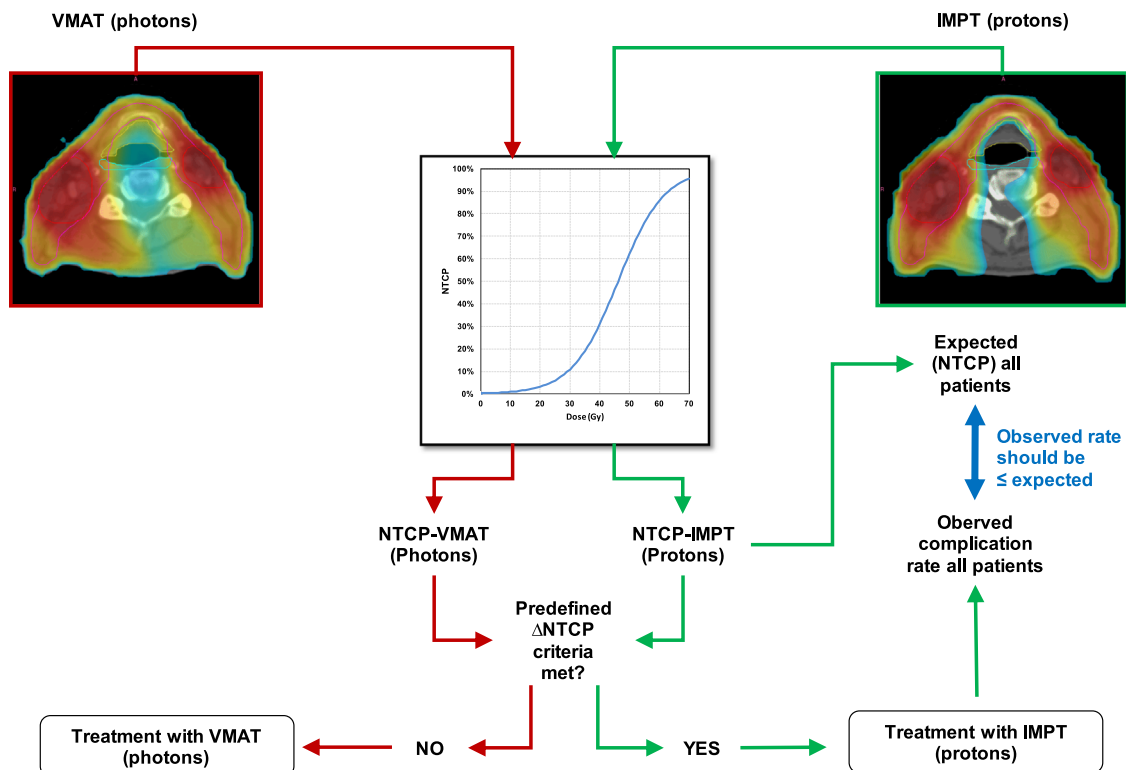 VMAT (photons)
IMPT (protons)
A
R
A
R
100%
90%
80%
70%
60%
50%
40%
30%
20%
10%
0%
NTCP
0 10 20 30 40 50 60 70
Dose (Gy)
Expected
(NTCP) all
patients
Observed rate
should be
≤ expected
NTCP-VMAT
(Photons)
NTCP-IMPT
(Protons)
Oberved
complication
rate all patients
Predefined
ΔNTCP
criteria
met?
Treatment with VMAT
(photons)
NO
YES
Treatment with IMPT
(protons)